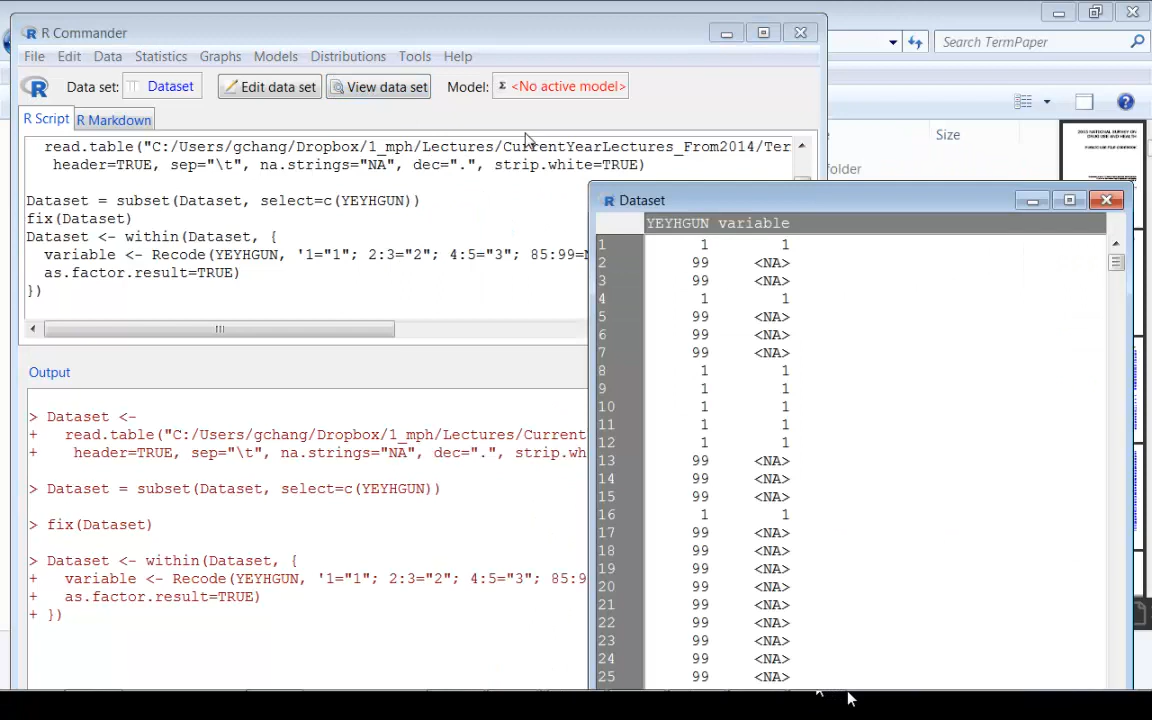 R Commander
Search TermPaper
File Edit Data Statistics Graphs Models Distributions Tools Help
Data set: Dataset Edit data set View data set Model: Σ <No active model>
R Script R Markdown
Size
folder
read.table("C:/Users/gchang/Dropbox/1_mph/Lectures/CurrentYearLectures_From2014/Ter
header=TRUE, sep="\t", na.strings="NA", dec=".", strip.white=TRUE)
Dataset = subset(Dataset, select=c(YEYHGUN))
fix(Dataset)
Dataset <- within(Dataset, {
variable <- Recode(YEYHGUN, '1="1"; 2:3="2"; 4:5="3"; 85:99=N
as.factor.result=TRUE)
})
Output
> Dataset <-
+ read.table("C:/Users/gchang/Dropbox/1_mph/Lectures/Current
+ header=TRUE, sep="\t", na.strings="NA", dec=".", strip.wh
> Dataset = subset(Dataset, select=c(YEYHGUN))
> fix(Dataset)
> Dataset <- within(Dataset, {
+ variable <- Recode(YEYHGUN, '1="1"; 2:3="2"; 4:5="3"; 85:9
+ as.factor.result=TRUE)
+ })
Dataset
YEYHGUN variable
1 1 1
2 99 <NA>
3 99 <NA>
4 1 1
5 99 <NA>
6 99 <NA>
7 99 <NA>
8 1 1
9 1 1
10 1 1
11 1 1
12 1 1
13 99 <NA>
14 99 <NA>
15 99 <NA>
16 1 1
17 99 <NA>
18 99 <NA>
19 99 <NA>
20 99 <NA>
21 99 <NA>
22 99 <NA>
23 99 <NA>
24 99 <NA>
25 99 <NA>